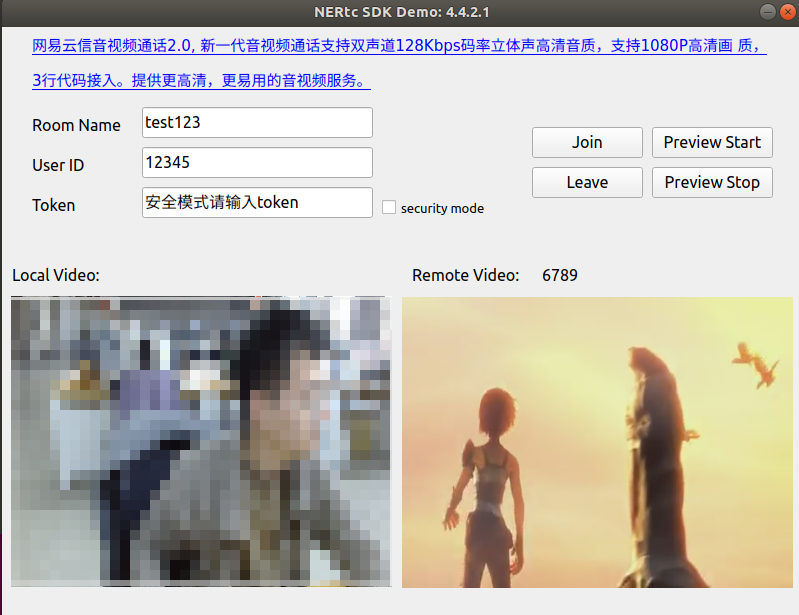 NERtc SDK Demo: 4.4.2.1
网易云信音视频通话2.0, 新一代音视频通话支持双声道128Kbps码率立体声高清音质，支持1080P高清画 质，
3行代码接入。提供更高清，更易用的音视频服务。
Room Name test123
Join Preview Start
User ID 12345
Leave Preview Stop
Token 安全模式请输入token security mode
Local Video: Remote Video: 6789